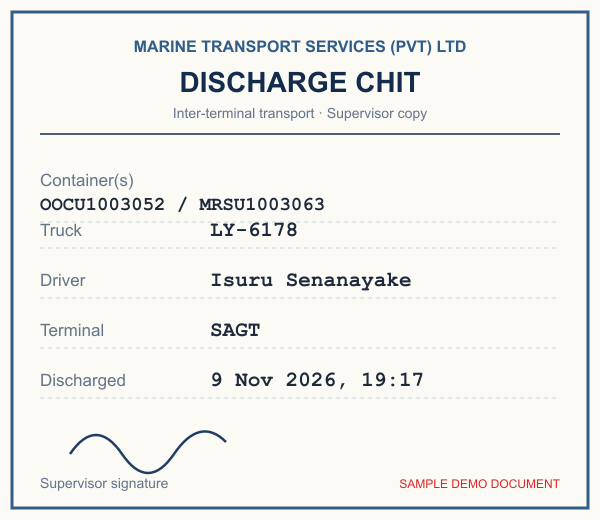 MARINE TRANSPORT SERVICES (PVT) LTD
DISCHARGE CHIT
Inter-terminal transport · Supervisor copy
Container(s)
OOCU1003052 / MRSU1003063
Truck LY-6178
Driver Isuru Senanayake
Terminal SAGT
Discharged 9 Nov 2026, 19:17
Supervisor signature SAMPLE DEMO DOCUMENT